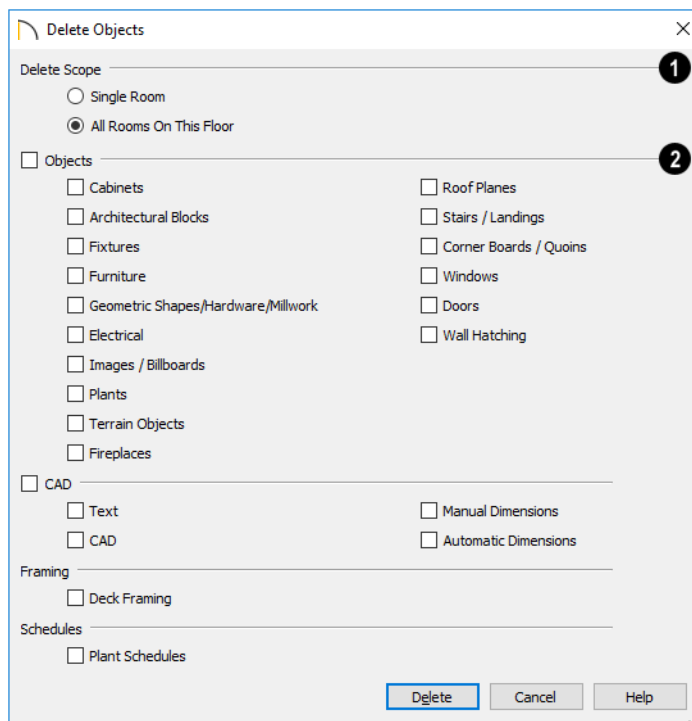 Delete Objects
Delete Scope
1
Single Room
All Rooms On This Floor
Objects
2
Cabinets
Roof Planes
Architectural Blocks
Stairs / Landings
Fixtures
Corner Boards / Quoins
Furniture
Windows
Geometric Shapes/Hardware/Millwork
Doors
Electrical
Wall Hatching
Images / Billboards
Plants
Terrain Objects
Fireplaces
CAD
Text
Manual Dimensions
CAD
Automatic Dimensions
Framing
Deck Framing
Schedules
Plant Schedules
Delete
Cancel
Help